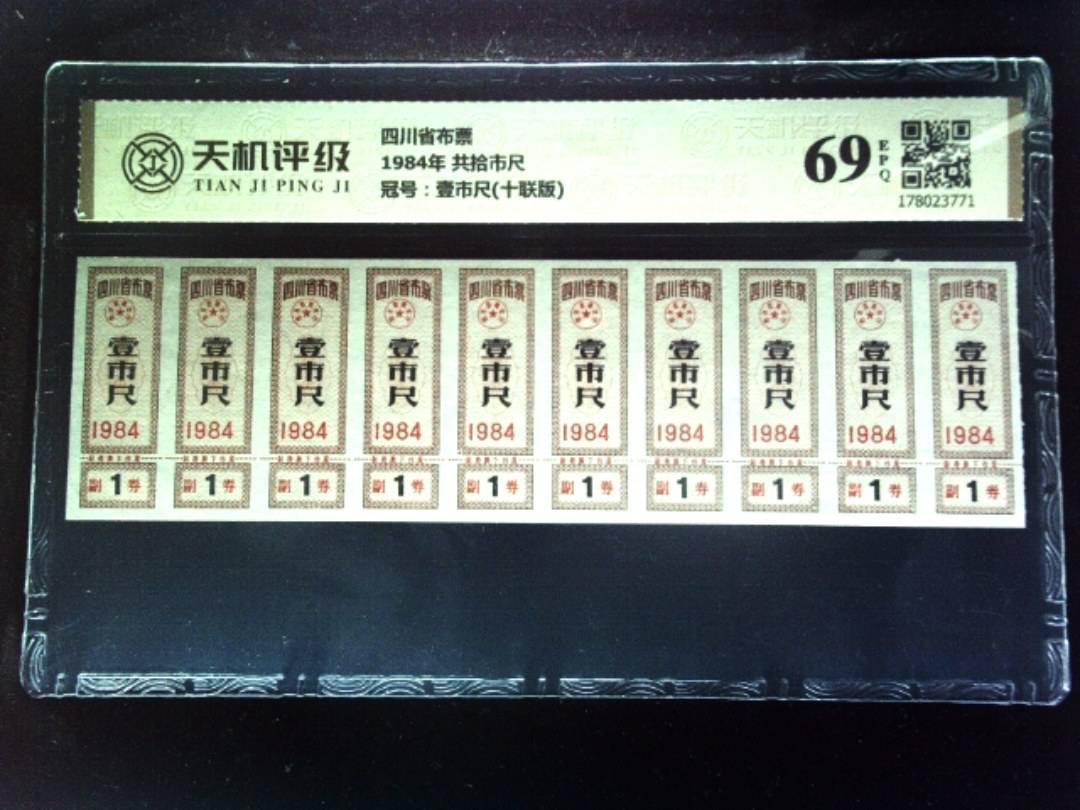 天机评级
TIAN JI PING JI
四川省布票
1984年 共拾市尺
冠号：壹市尺(十联版)
69
EPQ
178023771
四川省布票 四川省布票 四川省布票 四川省布票 四川省布票 四川省布票 四川省布票 四川省布票 四川省布票 四川省布票
壹市尺 壹市尺 壹市尺 壹市尺 壹市尺 壹市尺 壹市尺 壹市尺 壹市尺 壹市尺
1984 1984 1984 1984 1984 1984 1984 1984 1984 1984
副1券 副1券 副1券 副1券 副1券 副1券 副1券 副1券 副1券 副1券